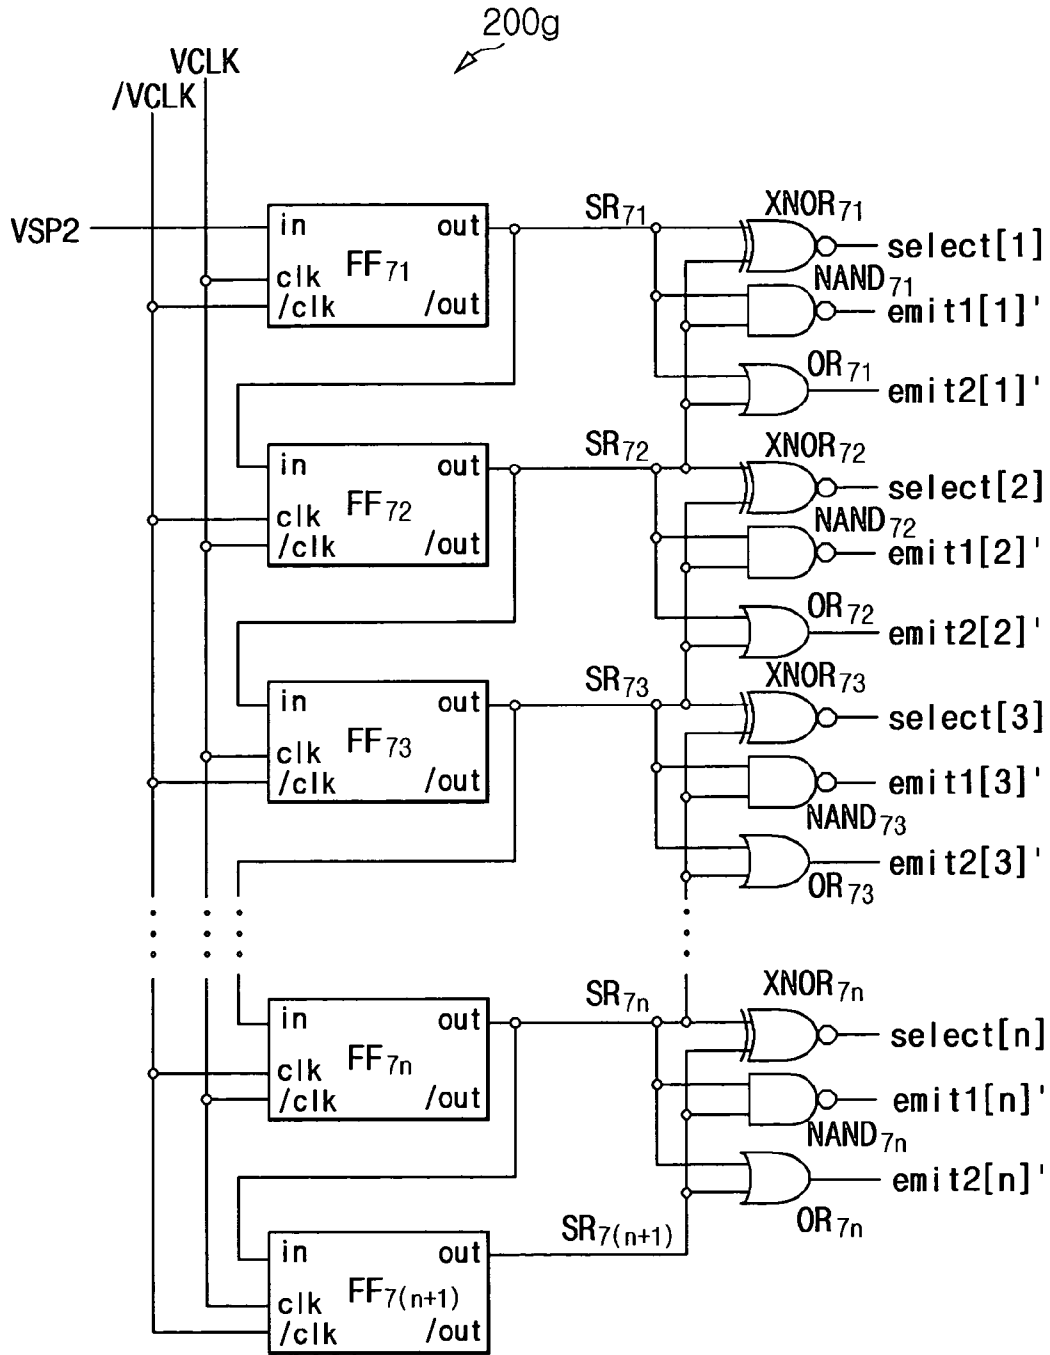 200g
VCLK
/VCLK
VSP2
in out
FF71
clk
/clk /out
SR71
XNOR71
select[1]
NAND71
emit1[1]'
OR71
emit2[1]'
in out
FF72
clk
/clk /out
SR72
XNOR72
select[2]
NAND72
emit1[2]'
OR72
emit2[2]'
in out
FF73
clk
/clk /out
SR73
XNOR73
select[3]
emit1[3]'
NAND73
emit2[3]'
OR73
in out
FF7n
clk
/clk /out
SR7n
XNOR7n
select[n]
emit1[n]'
NAND7n
emit2[n]'
OR7n
in out
FF7(n+1)
clk
/clk /out
SR7(n+1)